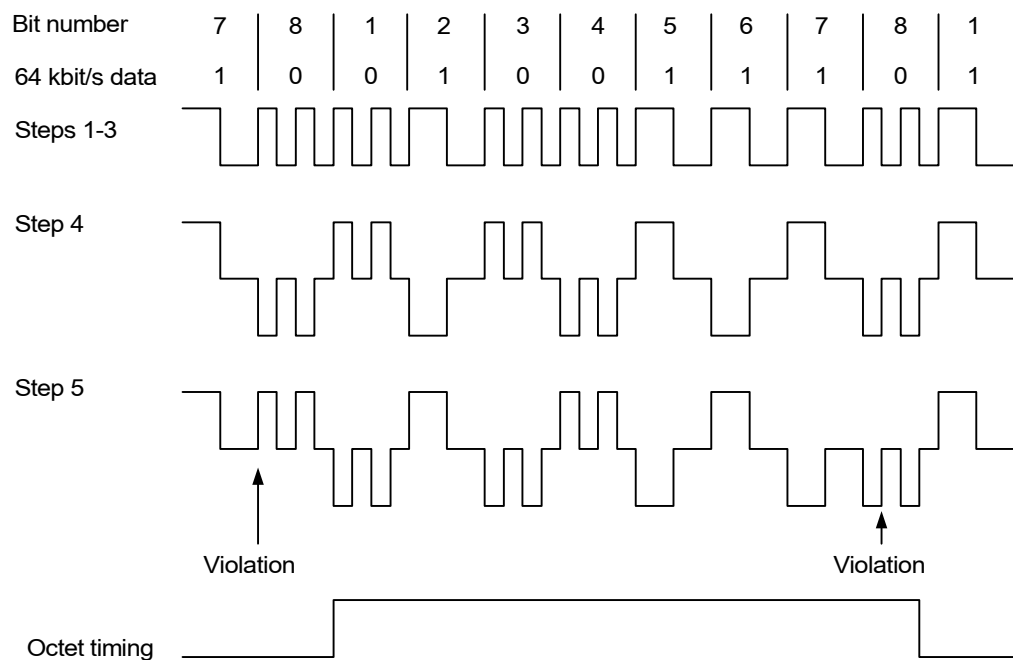 Bit number 7 8 1 2 3 4 5 6 7 8 1
64 kbit/s data 1 0 0 1 0 0 1 1 1 0 1
Steps 1-3
Step 4
Step 5
Violation Violation
Octet timing